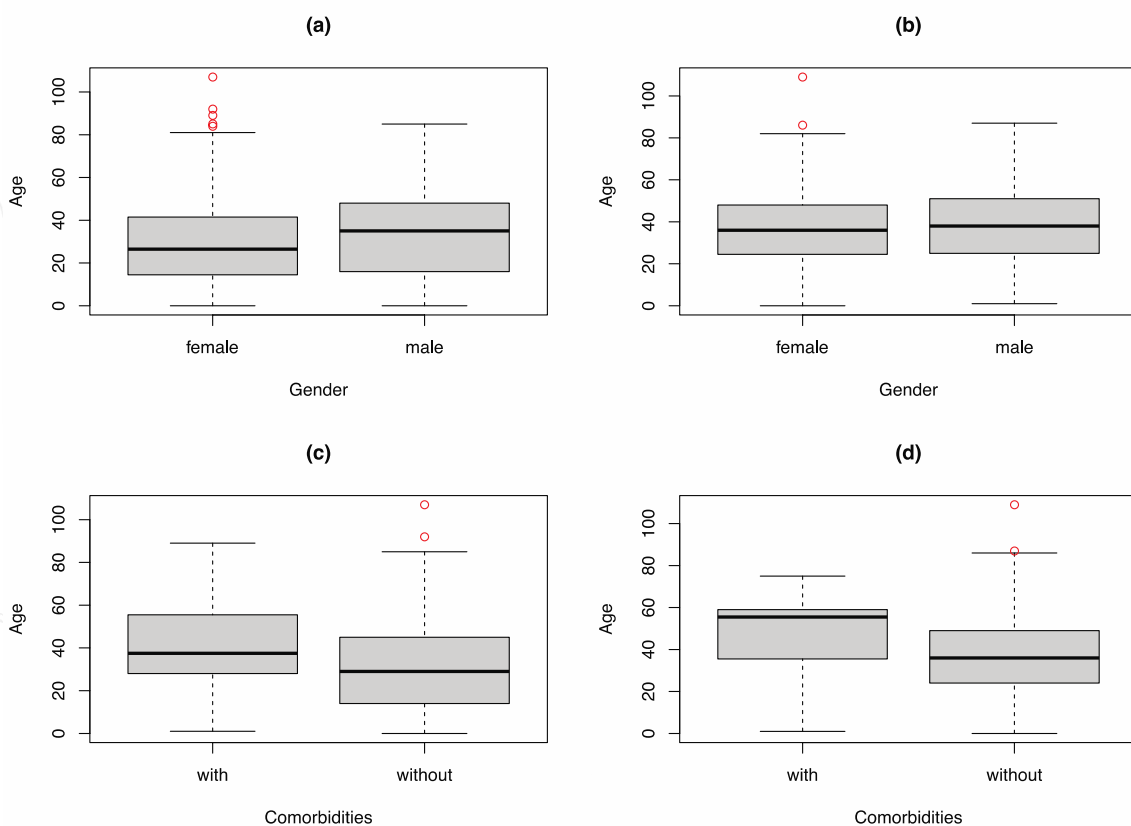 (a)
Age
0 20 40 60 80 100
female male
Gender
(b)
Age
0 20 40 60 80 100
female male
Gender
(c)
Age
0 20 40 60 80 100
with without
Comorbidities
(d)
Age
0 20 40 60 80 100
with without
Comorbidities